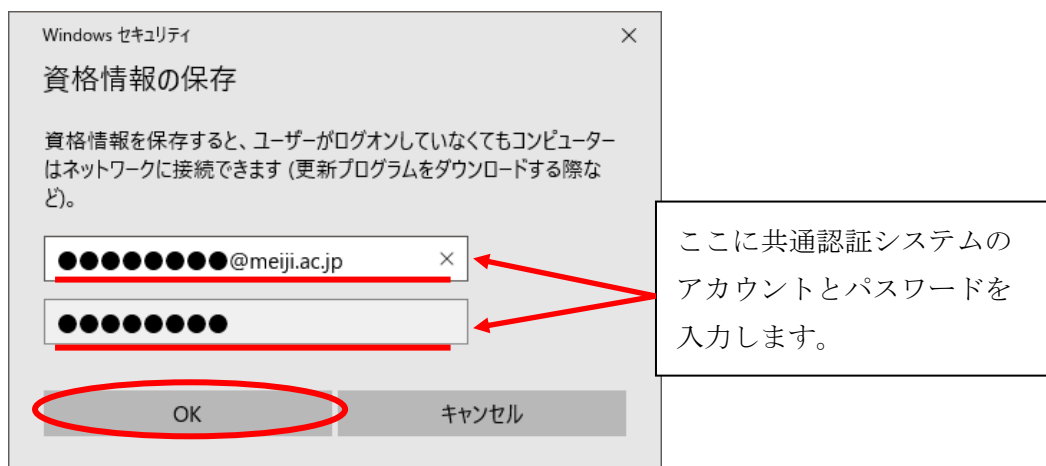 Windows セキュリティ
資格情報の保存
資格情報を保存すると、ユーザーがログオンしていなくてもコンピューター
はネットワークに接続できます (更新プログラムをダウンロードする際な
ど)。
●●●●●●●●@meiji.ac.jp
●●●●●●●●
ここに共通認証システムの
アカウントとパスワードを
入力します。
OK
キャンセル